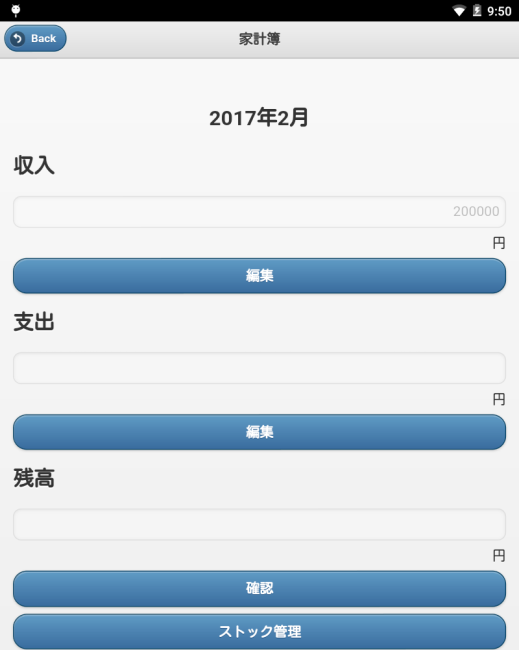 9:50
Back
家計簿
2017年2月
収入
200000
円
編集
支出
円
編集
残高
円
確認
ストック管理